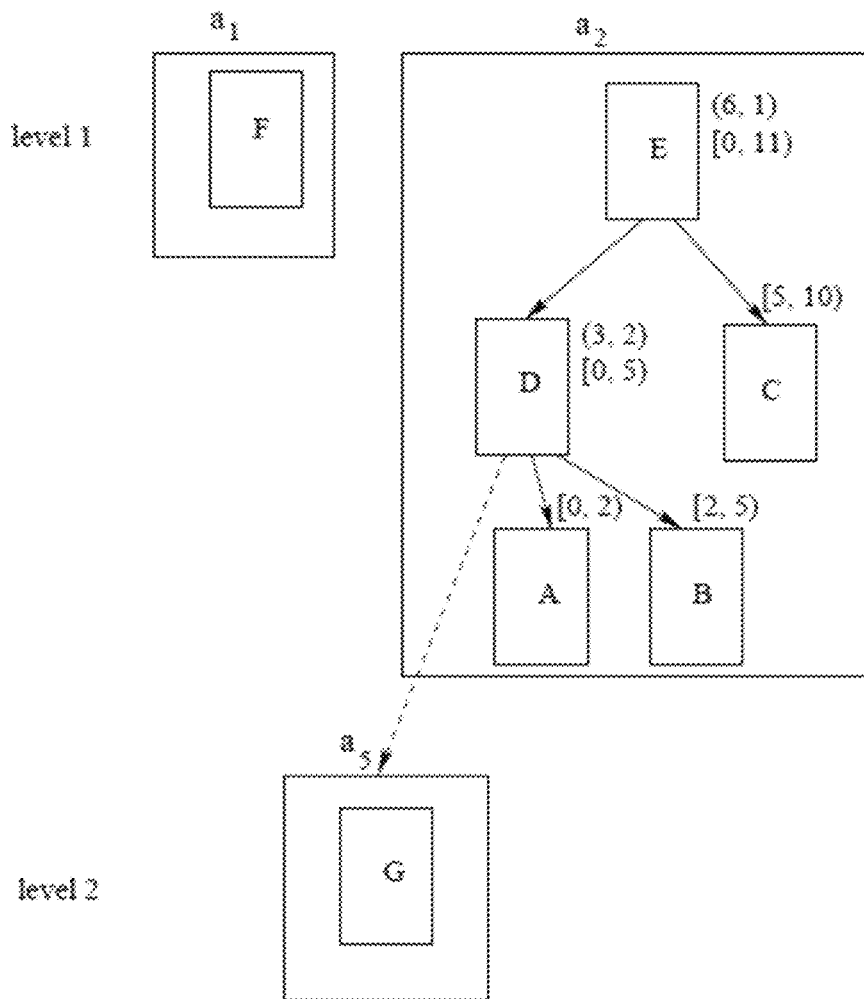 a1
a2
level 1
F
E
(6, 1)
[0, 11)
D
(3, 2)
[0, 5)
[5, 10)
C
[0, 2)
[2, 5)
A
B
a5
G
level 2